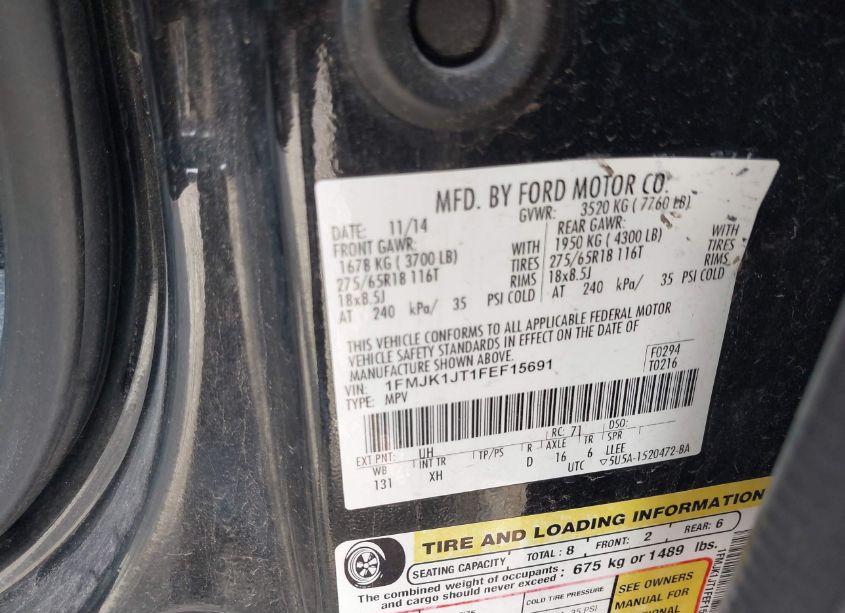 MFD. BY FORD MOTOR CO.
DATE: 11/14 GVWR: 3520 KG ( 7760 LB)
FRONT GAWR: REAR GAWR:
1678 KG ( 3700 LB) WITH 1950 KG ( 4300 LB) WITH
275/65R18 116T TIRES 275/65R18 116T TIRES
18x8.5J RIMS 18x8.5J RIMS
AT 240 kPa/ 35 PSI COLD AT 240 kPa/ 35 PSI COLD
THIS VEHICLE CONFORMS TO ALL APPLICABLE FEDERAL MOTOR
VEHICLE SAFETY STANDARDS IN EFFECT ON THE DATE OF
MANUFACTURE SHOWN ABOVE.
VIN: 1FMJK1JT1FEF15691 F0294
TYPE: MPV T0216
EXT PNT: UH RC: 71 DSO:
WB INT TR TP/PS R AXLE TR SPR
131 XH D 16 6 LLEE
UTC ▽5U5A-1520472-BA
TIRE AND LOADING INFORMATION
SEATING CAPACITY TOTAL: 8 FRONT: 2 REAR: 6
The combined weight of occupants
and cargo should never exceed : 675 kg or 1489 lbs.
COLD TIRE PRESSURE
35 PSI
SEE OWNERS
MANUAL FOR